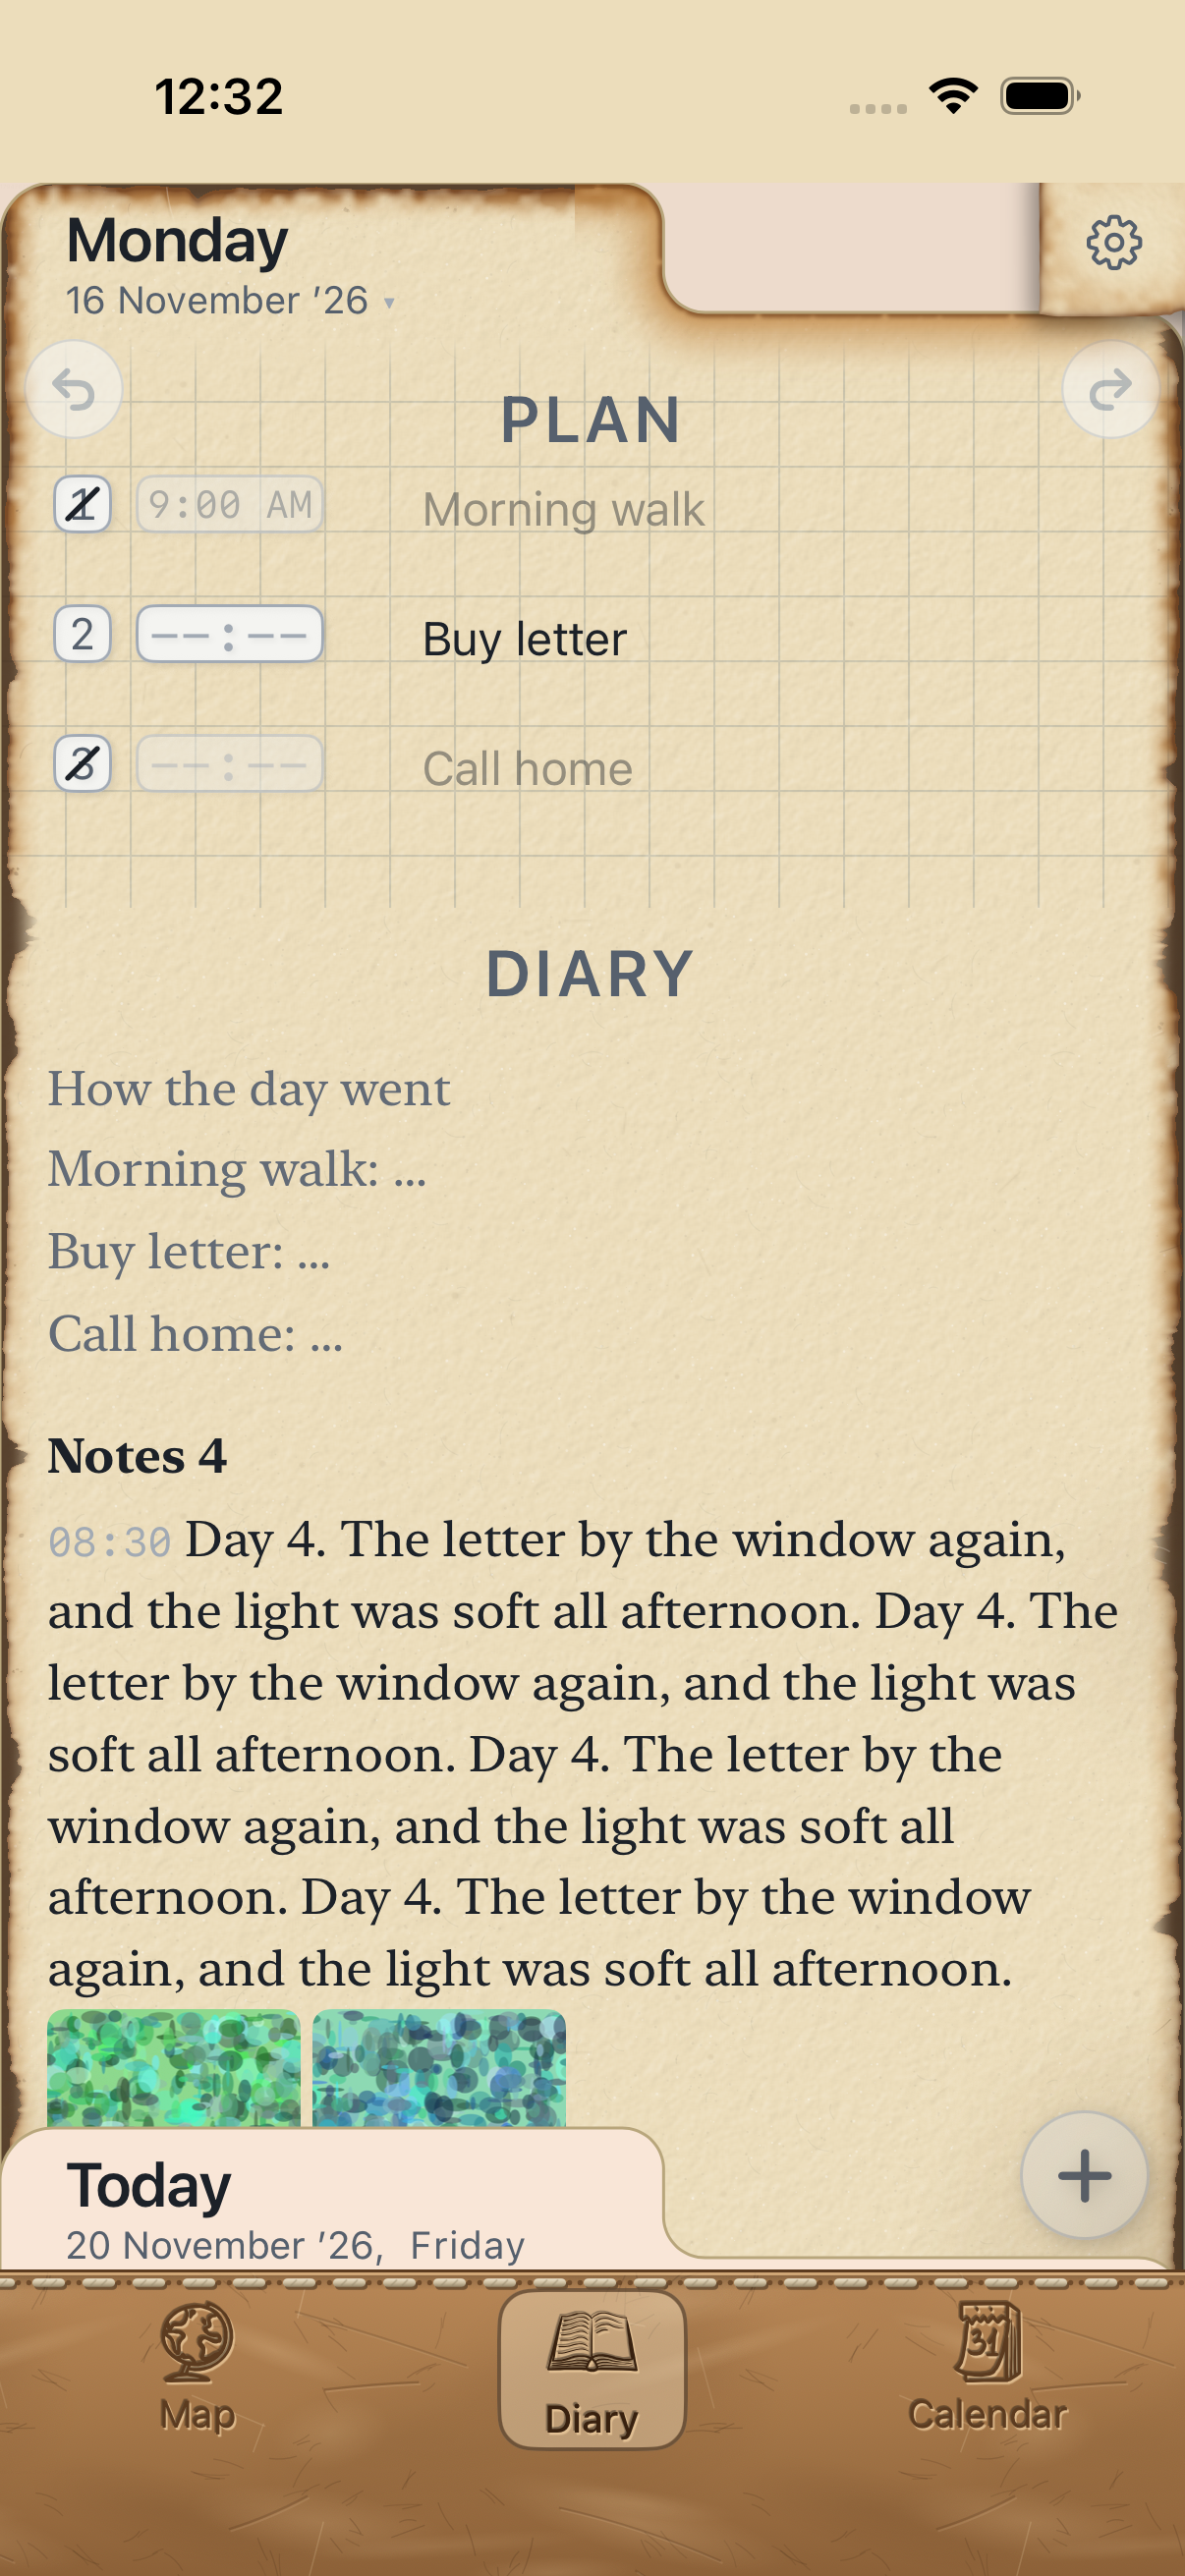 12:32
Monday
16 November ’26 ▾
PLAN
1 9:00 AM Morning walk
2 --:-- Buy letter
3 --:-- Call home
DIARY
How the day went
Morning walk: ...
Buy letter: ...
Call home: ...
Notes 4
08:30 Day 4. The letter by the window again,
and the light was soft all afternoon. Day 4. The
letter by the window again, and the light was
soft all afternoon. Day 4. The letter by the
window again, and the light was soft all
afternoon. Day 4. The letter by the window
again, and the light was soft all afternoon.
Today
20 November ’26, Friday
31
Map
Diary
Calendar